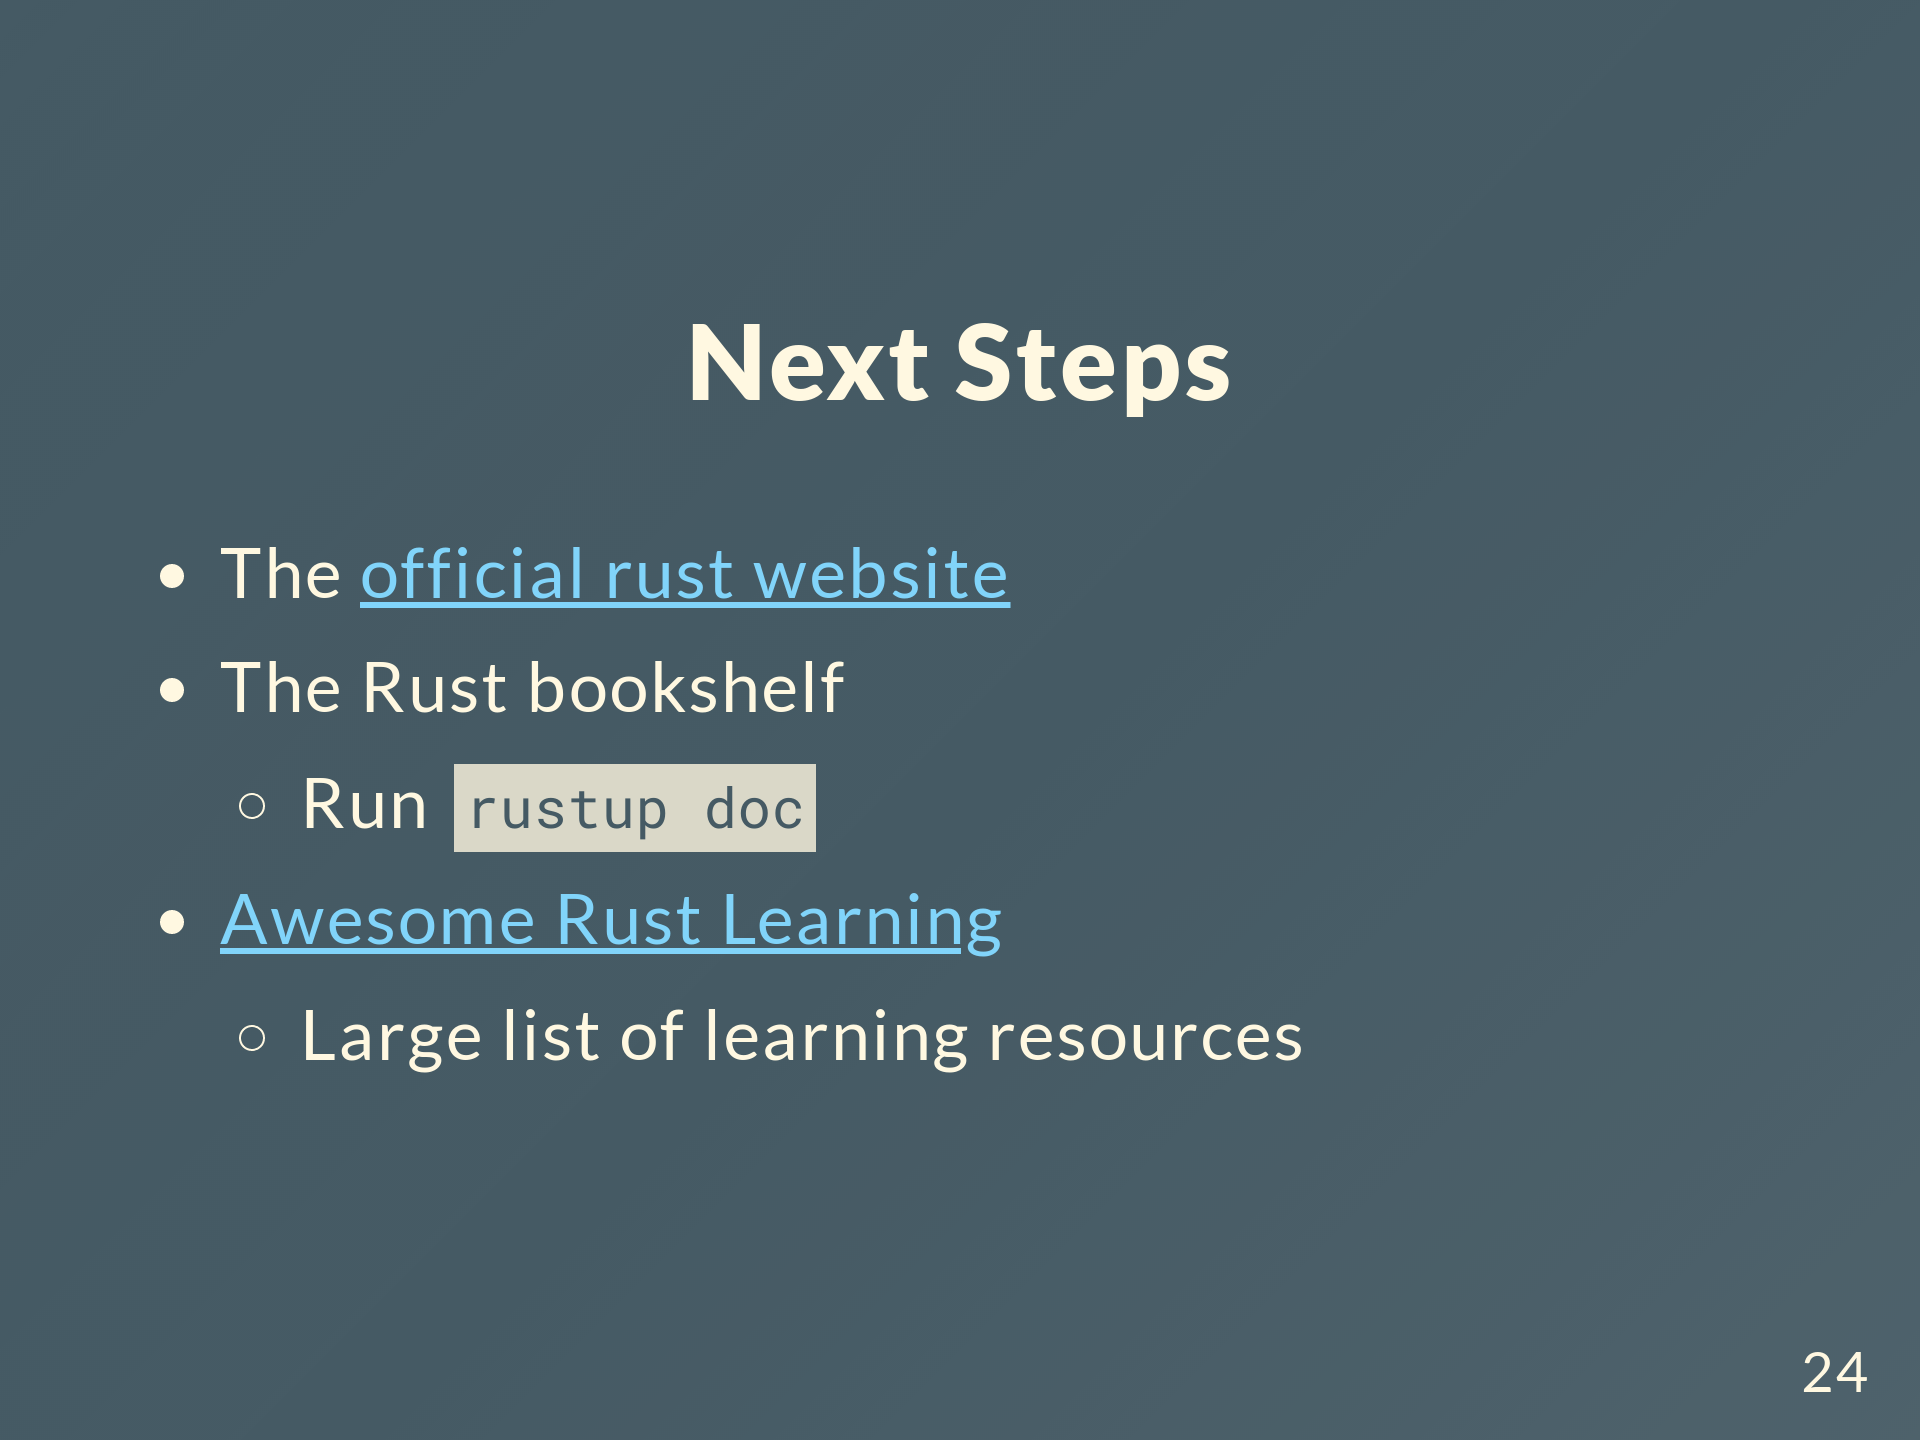 Next Steps
The official rust website
The Rust bookshelf
Run rustup doc
Awesome Rust Learning
Large list of learning resources
24